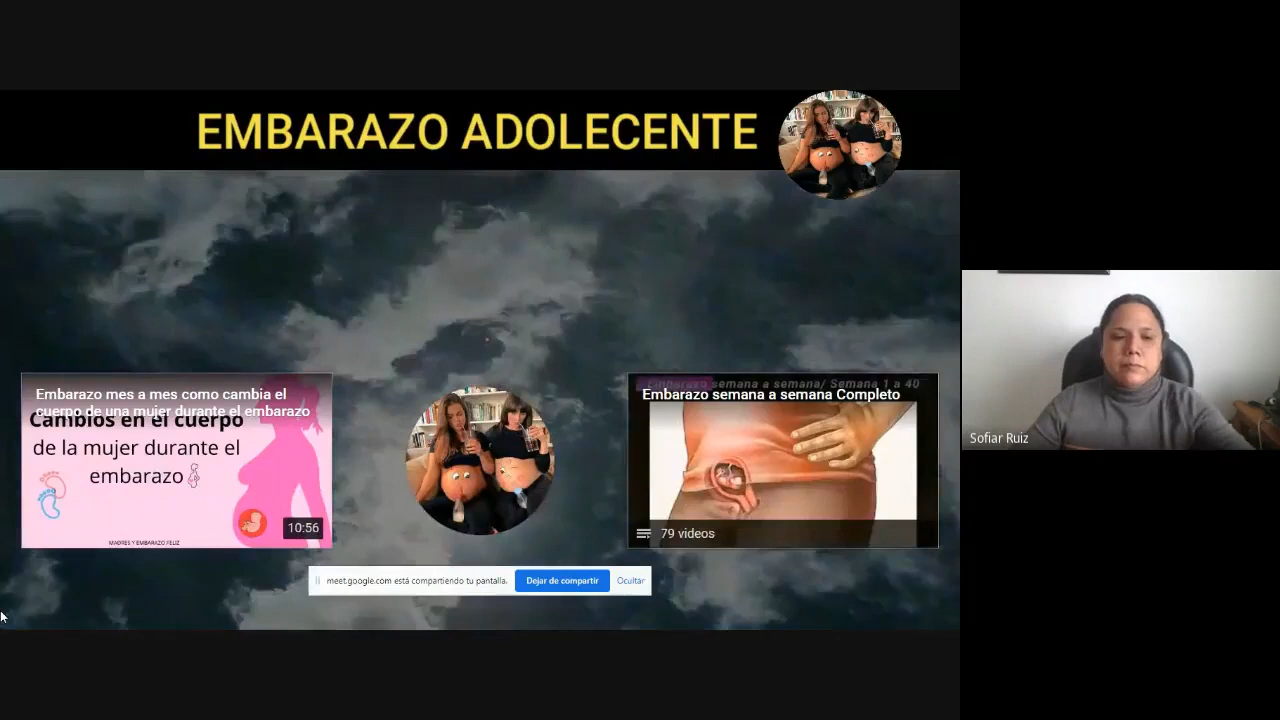 EMBARAZO ADOLECENTE
Embarazo mes a mes como cambia el
cuerpo de una mujer durante el embarazo
Cambios en el cuerpo
de la mujer durante el
embarazo
10:56
MADRES Y EMBARAZO FELIZ
Embarazo semana a semana/ Semana 1 a 40
Embarazo semana a semana Completo
79 videos
meet.google.com está compartiendo tu pantalla.
Dejar de compartir
Ocultar
Sofiar Ruiz